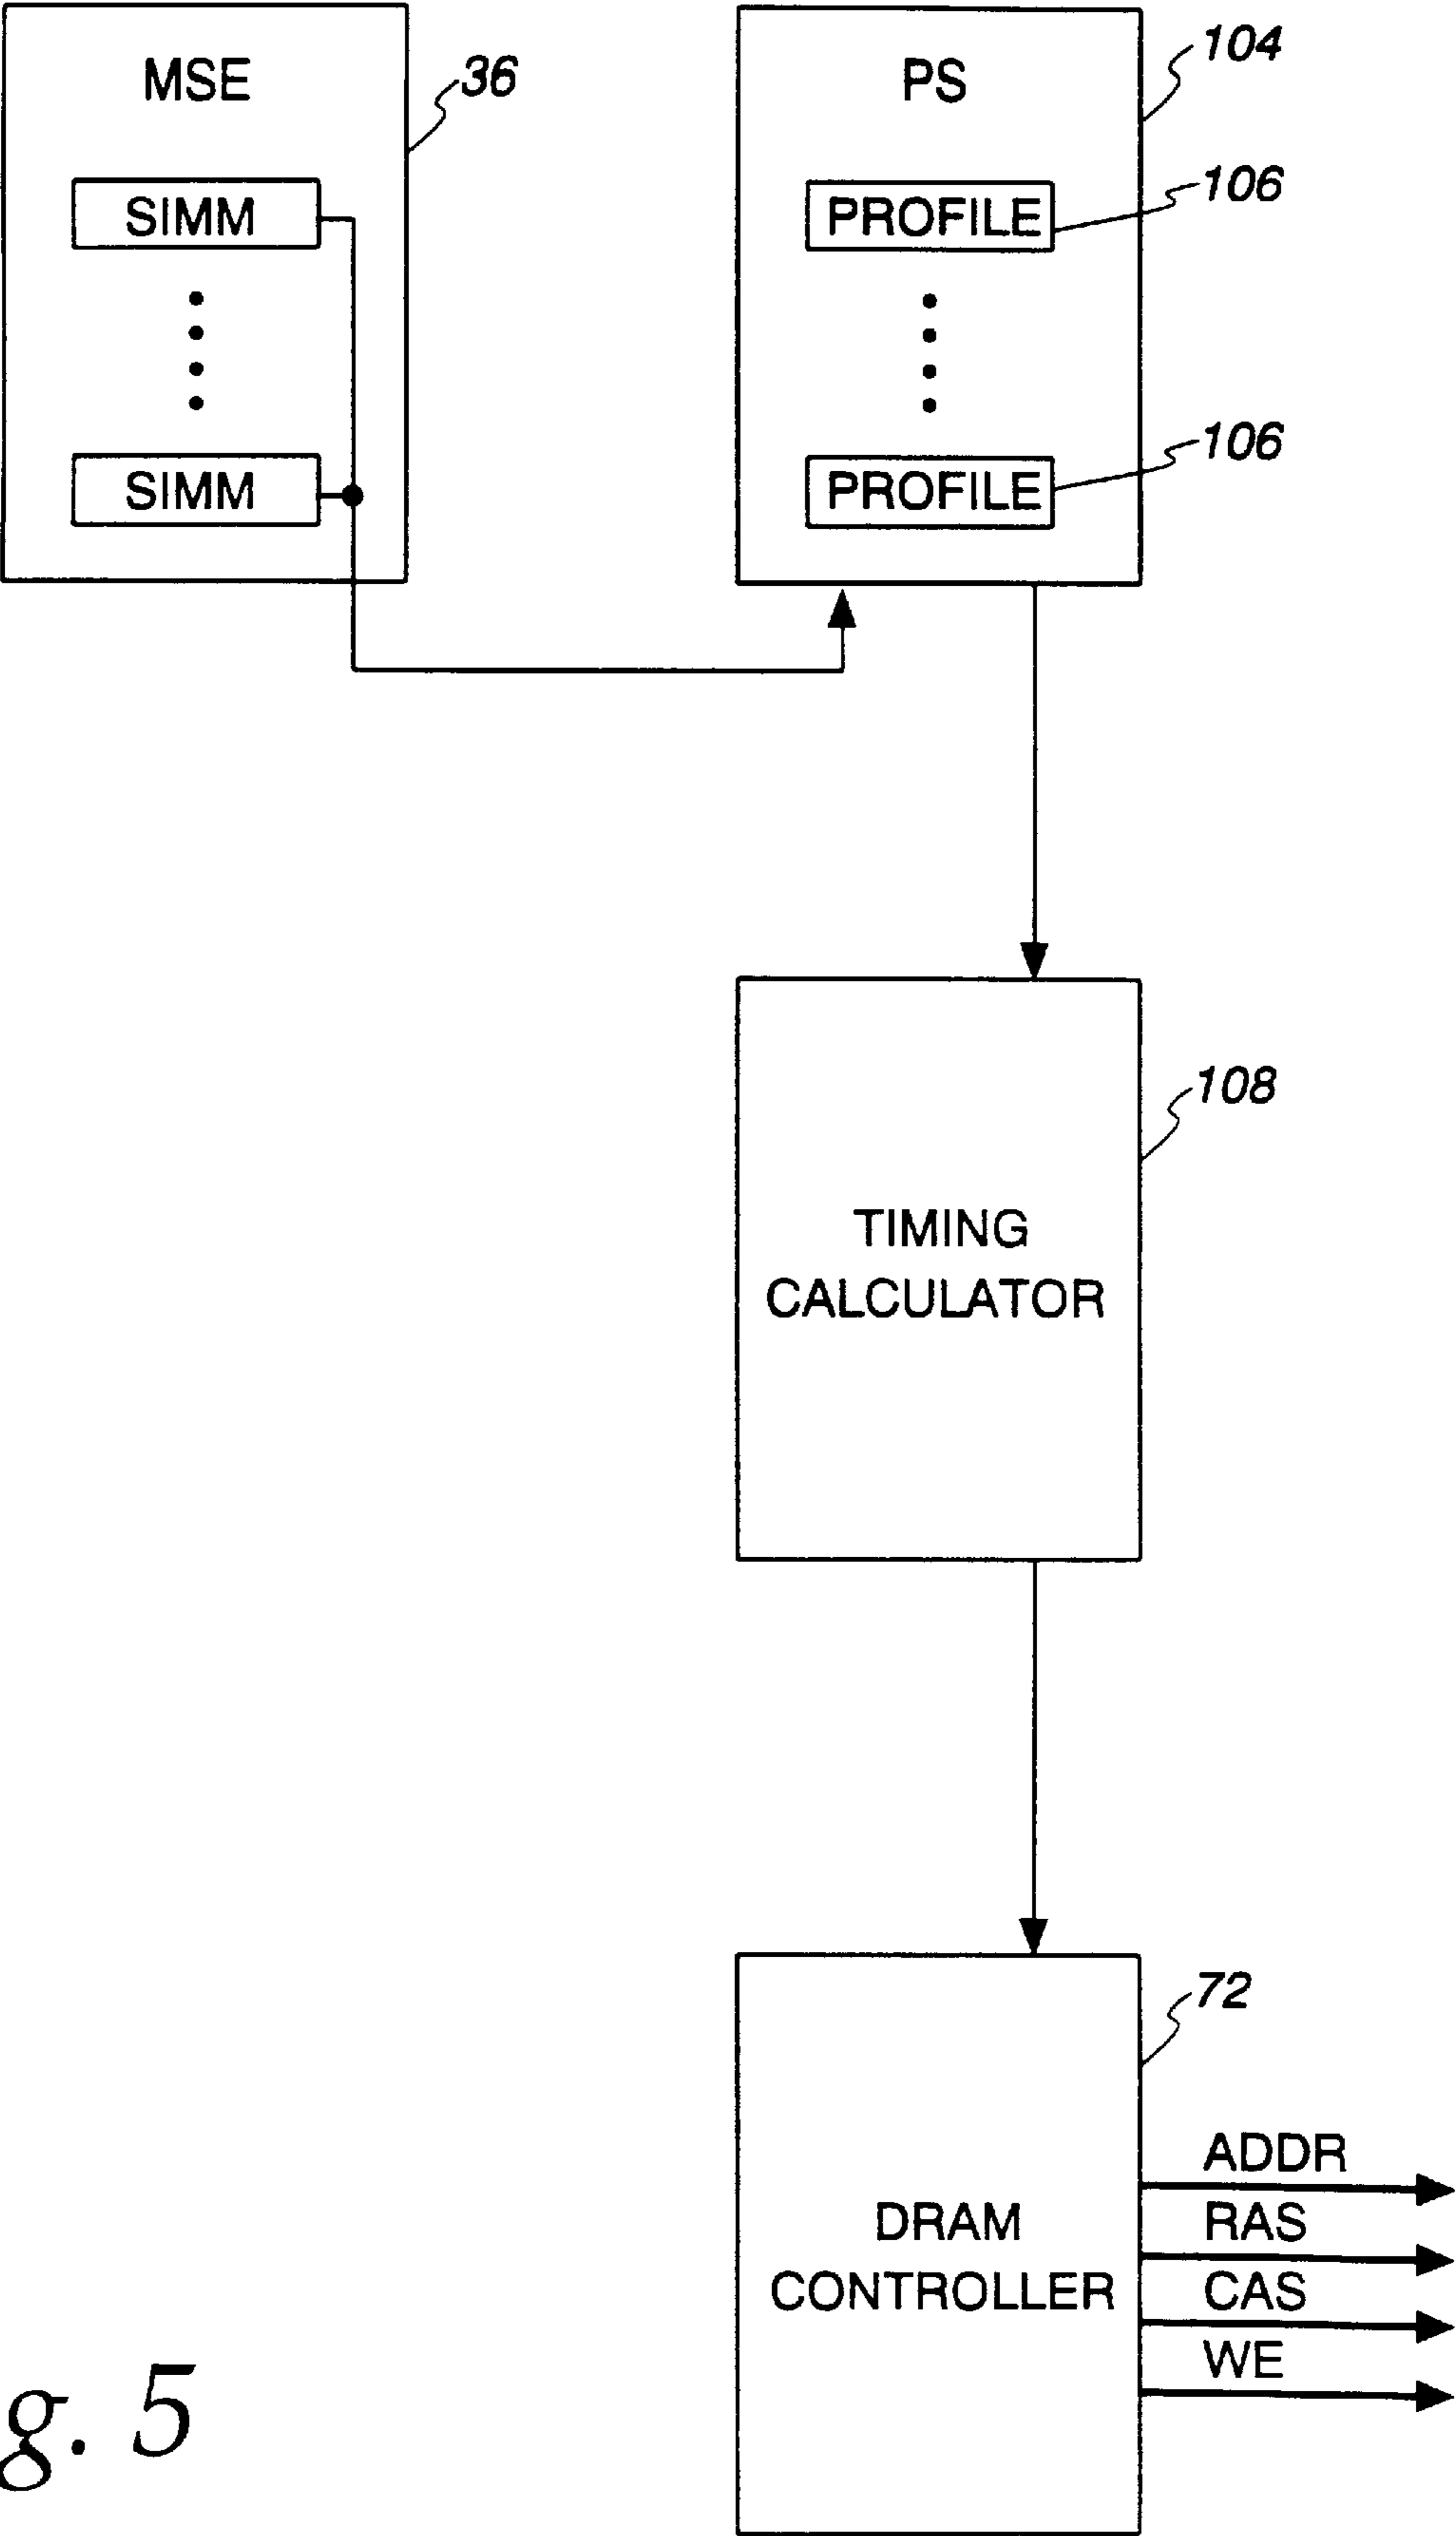 MSE
36
SIMM
SIMM
PS
104
PROFILE
106
PROFILE
106
TIMING
CALCULATOR
108
DRAM
CONTROLLER
72
ADDR
RAS
CAS
WE
g. 5